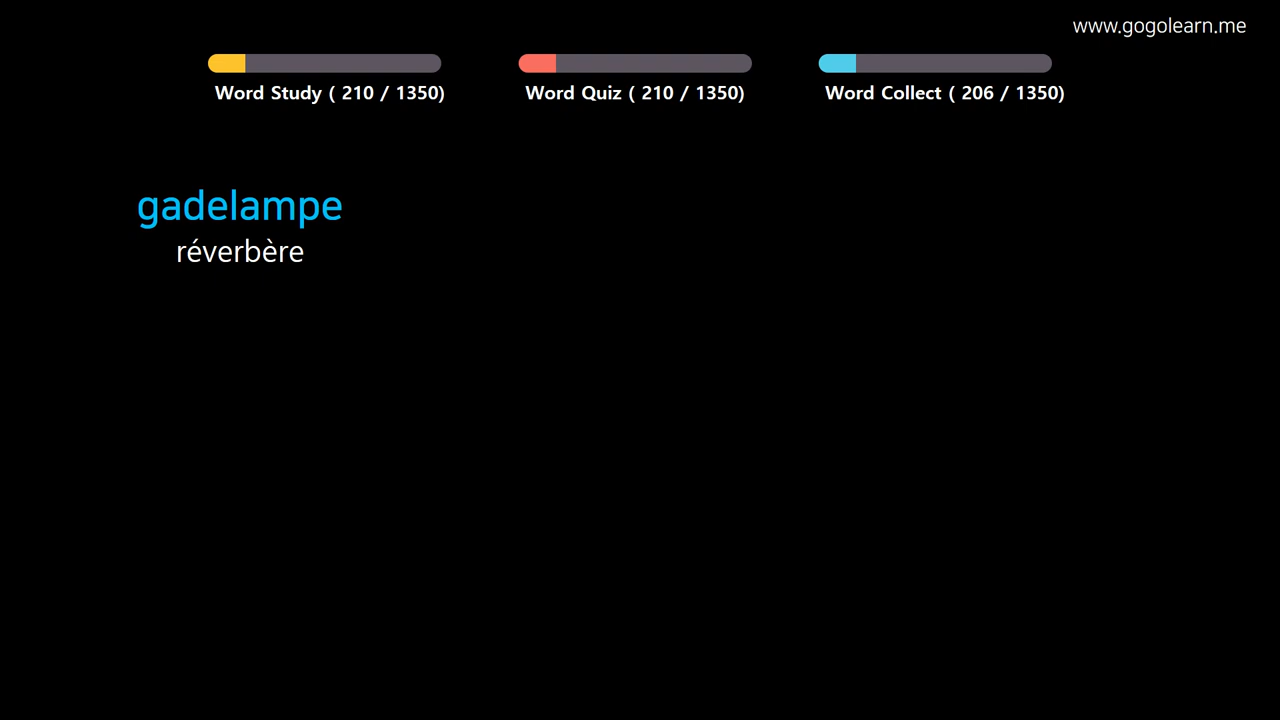 www.gogolearn.me
Word Study ( 210 / 1350)
Word Quiz ( 210 / 1350)
Word Collect ( 206 / 1350)
gadelampe
réverbère